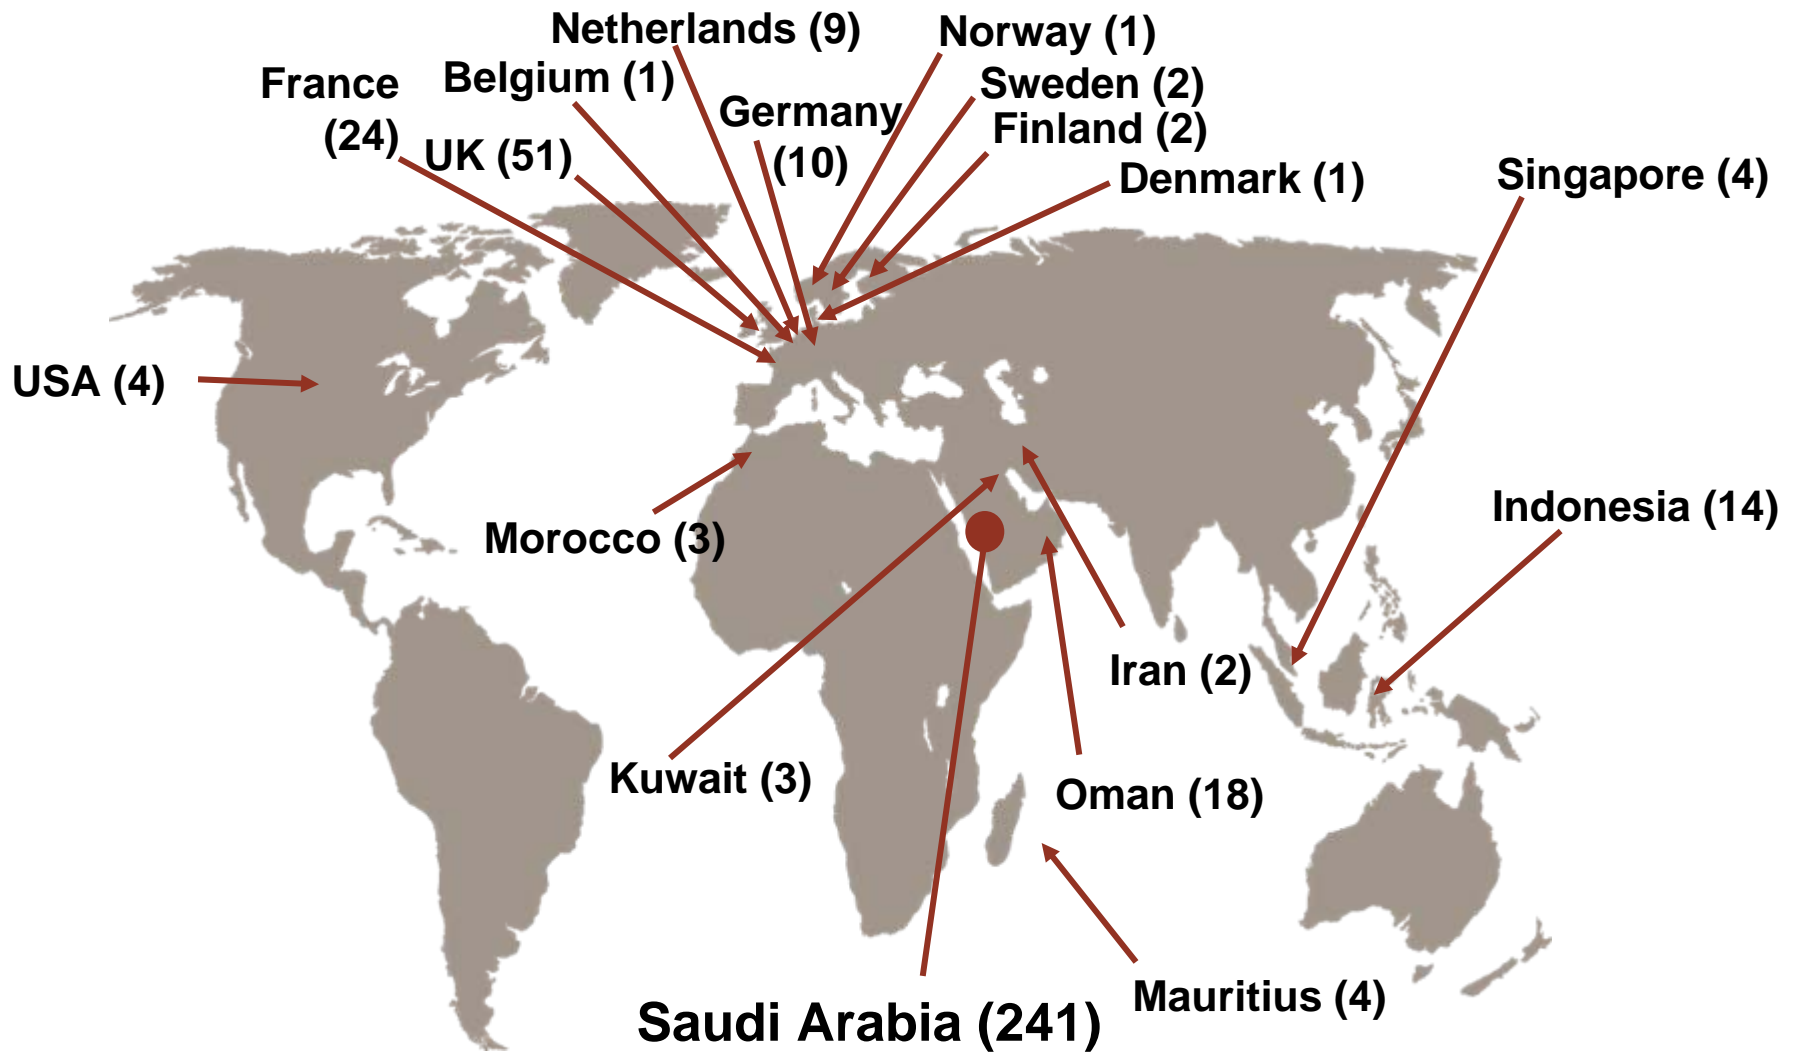 Netherlands (9)
Norway (1)
Belgium (1)
France
(24)
Sweden (2)
Germany
(10)
Finland (2)
UK (51)
Denmark (1)
Singapore (4)
USA (4)
Indonesia (14)
Morocco (3)
Iran (2)
Kuwait (3)
Oman (18)
Mauritius (4)
Saudi Arabia (241)